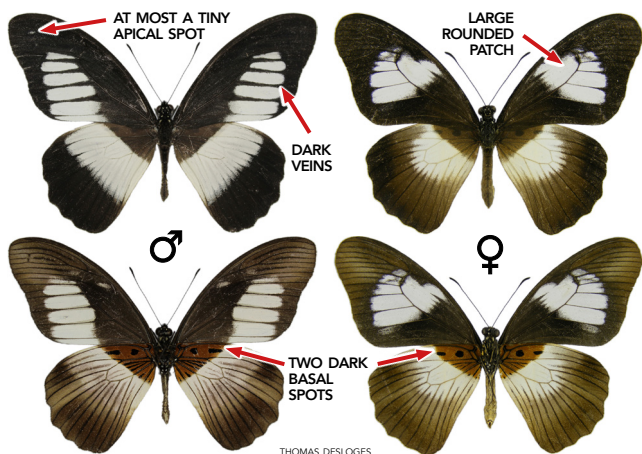 AT MOST A TINY
APICAL SPOT
LARGE
ROUNDED
PATCH
DARK
VEINS
♂
♀
TWO DARK
BASAL
SPOTS
THOMAS DESLOGES